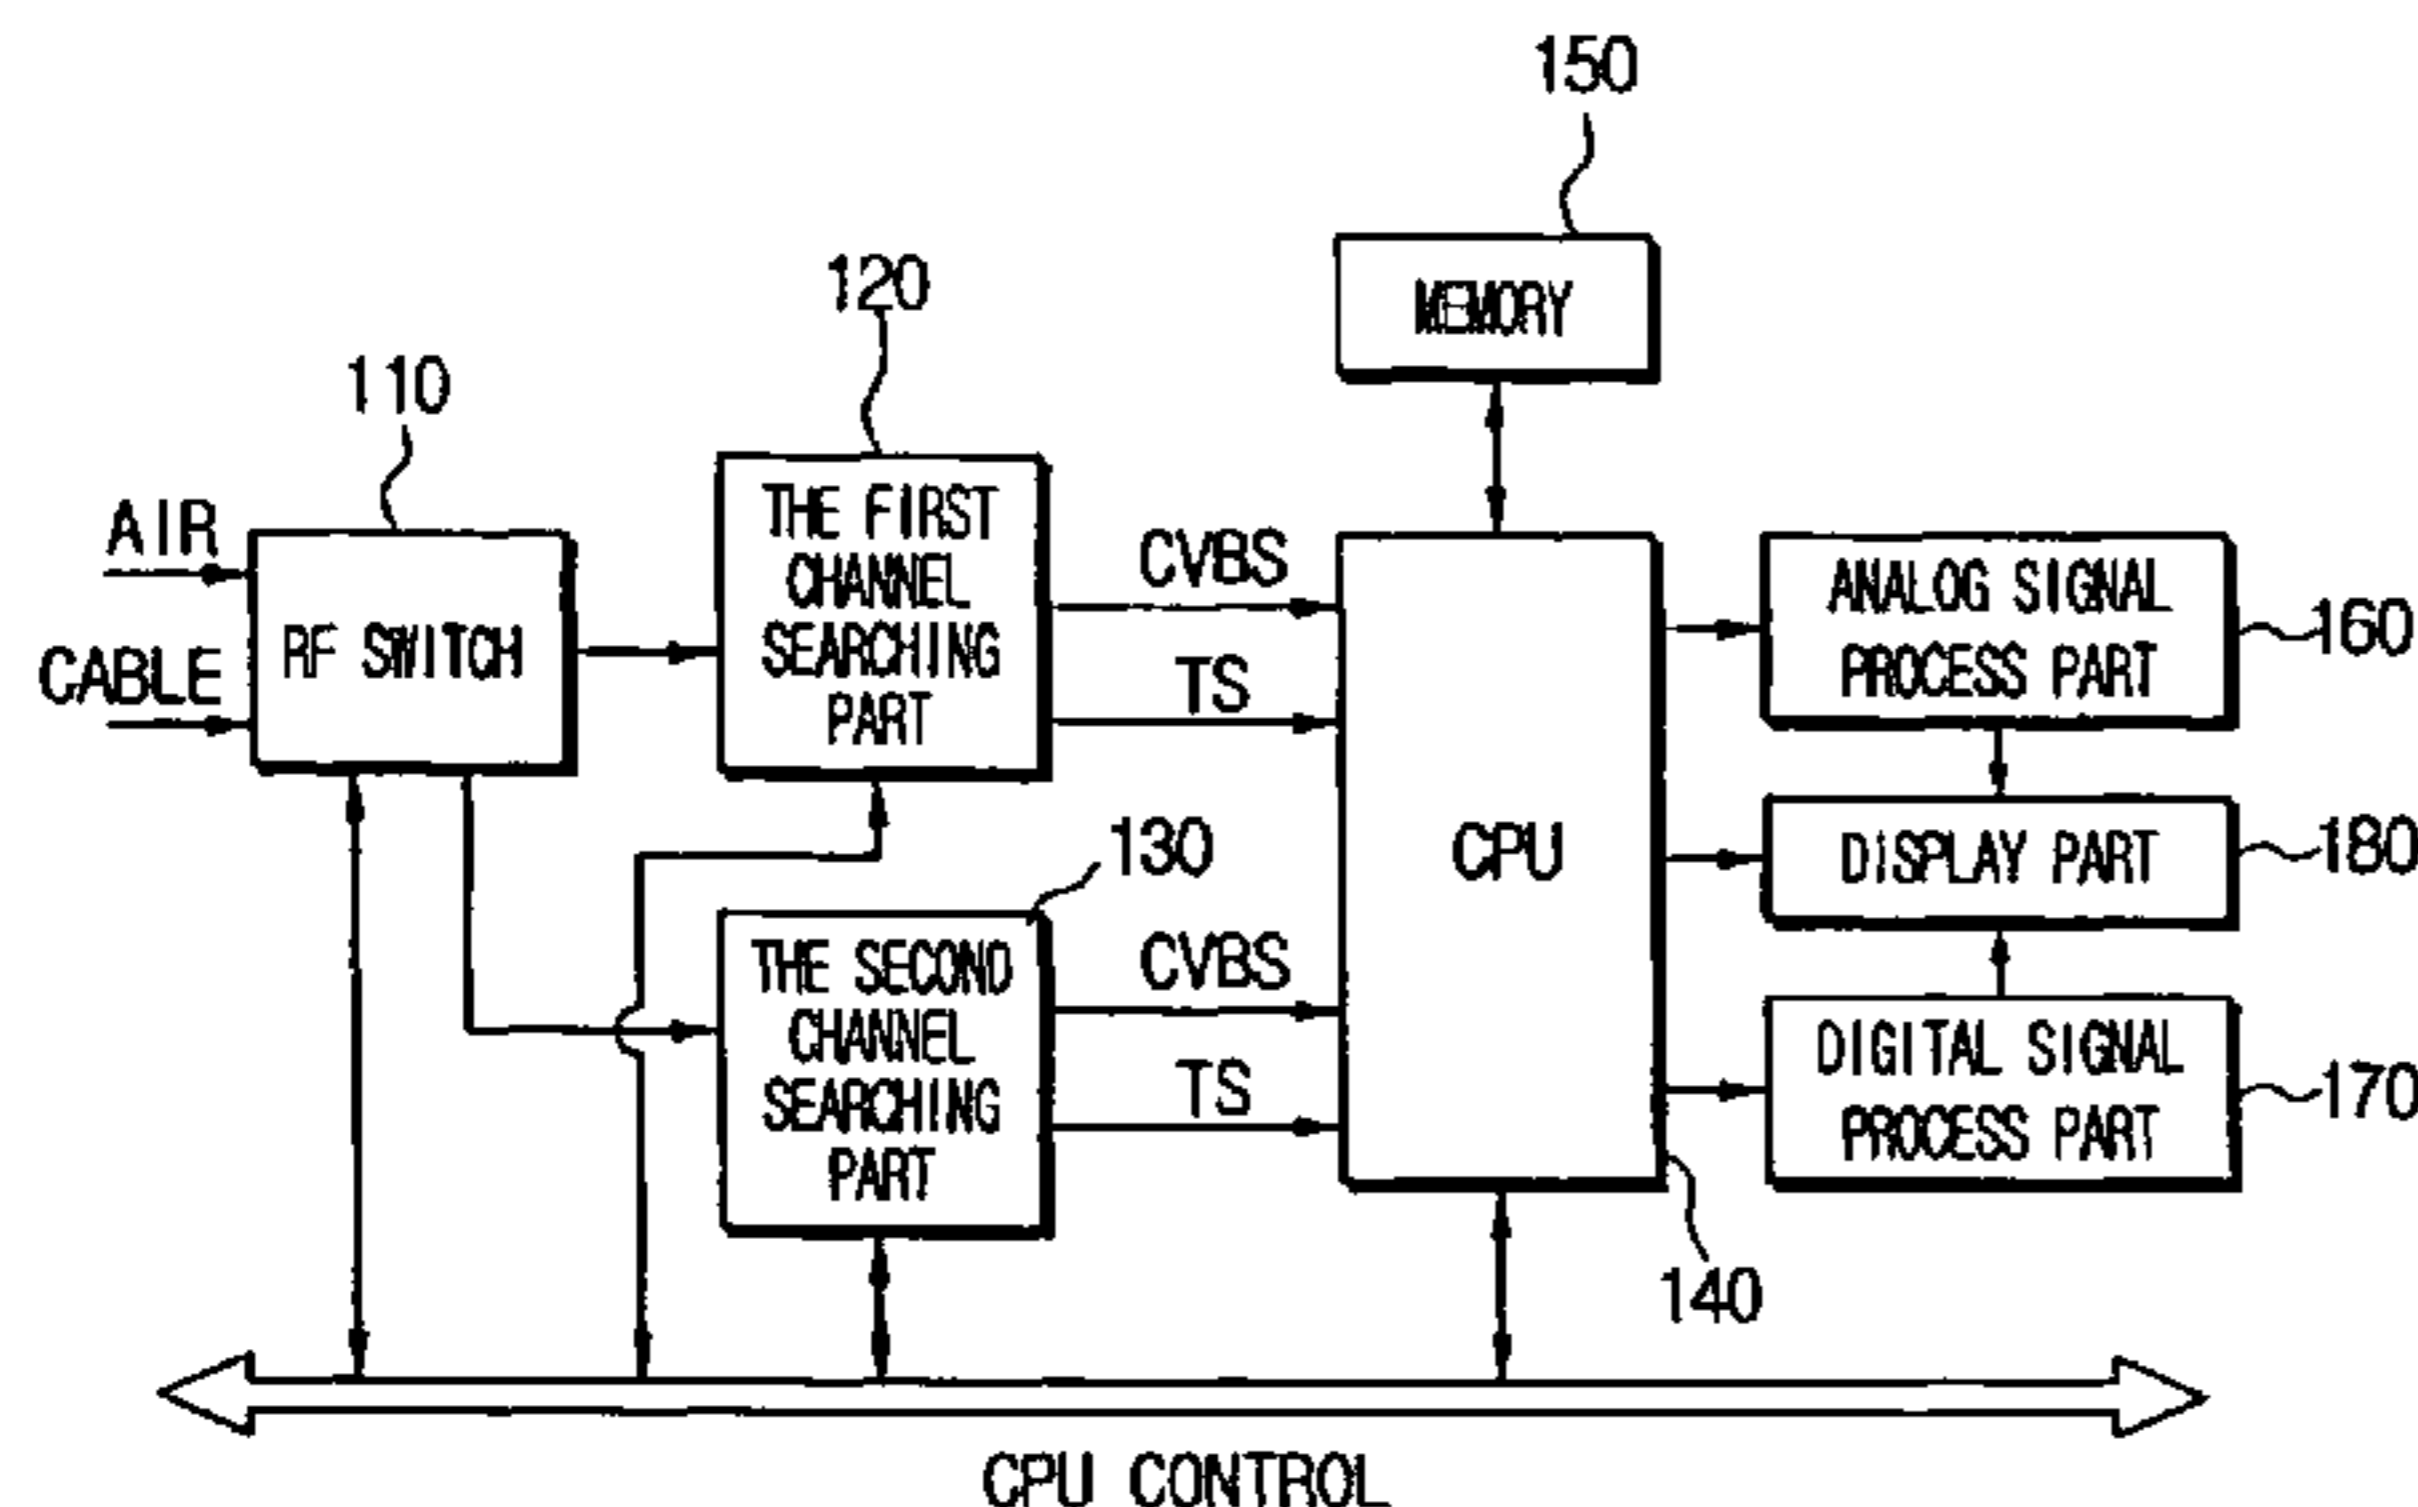 150
120
MEMORY
110
AIR
CABLE
RF SWITCH
THE FIRST
CHANNEL
SEARCHING
PART
CVBS
TS
CPU
ANALOG SIGNAL
PROCESS PART
160
130
DISPLAY PART
180
THE SECOND
CHANNEL
SEARCHING
PART
CVBS
TS
DIGITAL SIGNAL
PROCESS PART
170
140
CPU CONTROL